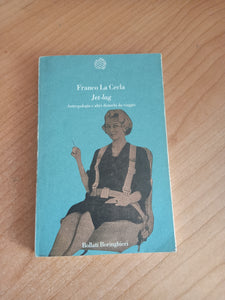 Franco La Cecla
Jet-lag
Antropologia e altri disturbi da viaggio
Bollati Boringhieri